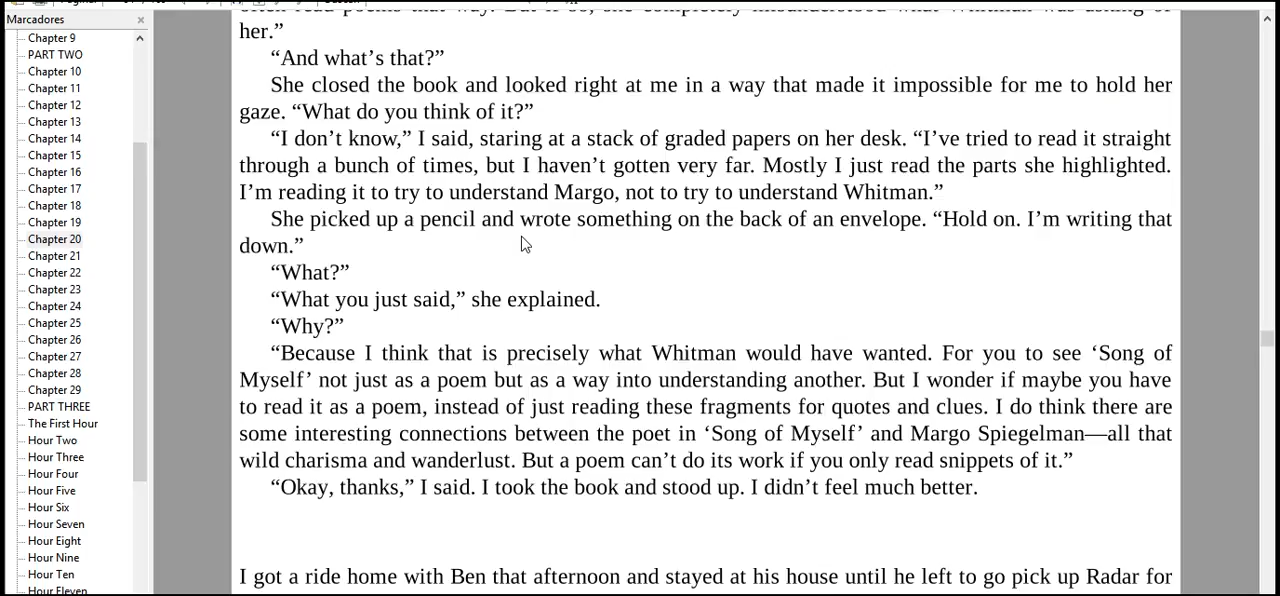 Marcadores
Chapter 9
PART TWO
Chapter 10
Chapter 11
Chapter 12
Chapter 13
Chapter 14
Chapter 15
Chapter 16
Chapter 17
Chapter 18
Chapter 19
Chapter 20
Chapter 21
Chapter 22
Chapter 23
Chapter 24
Chapter 25
Chapter 26
Chapter 27
Chapter 28
Chapter 29
PART THREE
The First Hour
Hour Two
Hour Three
Hour Four
Hour Five
Hour Six
Hour Seven
Hour Eight
Hour Nine
Hour Ten
Hour Eleven
her.”
“And what’s that?”
She closed the book and looked right at me in a way that made it impossible for me to hold her
gaze. “What do you think of it?”
“I don’t know,” I said, staring at a stack of graded papers on her desk. “I’ve tried to read it straight
through a bunch of times, but I haven’t gotten very far. Mostly I just read the parts she highlighted.
I’m reading it to try to understand Margo, not to try to understand Whitman.”
She picked up a pencil and wrote something on the back of an envelope. “Hold on. I’m writing that
down.”
“What?”
“What you just said,” she explained.
“Why?”
“Because I think that is precisely what Whitman would have wanted. For you to see ‘Song of
Myself’ not just as a poem but as a way into understanding another. But I wonder if maybe you have
to read it as a poem, instead of just reading these fragments for quotes and clues. I do think there are
some interesting connections between the poet in ‘Song of Myself’ and Margo Spiegelman—all that
wild charisma and wanderlust. But a poem can’t do its work if you only read snippets of it.”
“Okay, thanks,” I said. I took the book and stood up. I didn’t feel much better.
I got a ride home with Ben that afternoon and stayed at his house until he left to go pick up Radar for